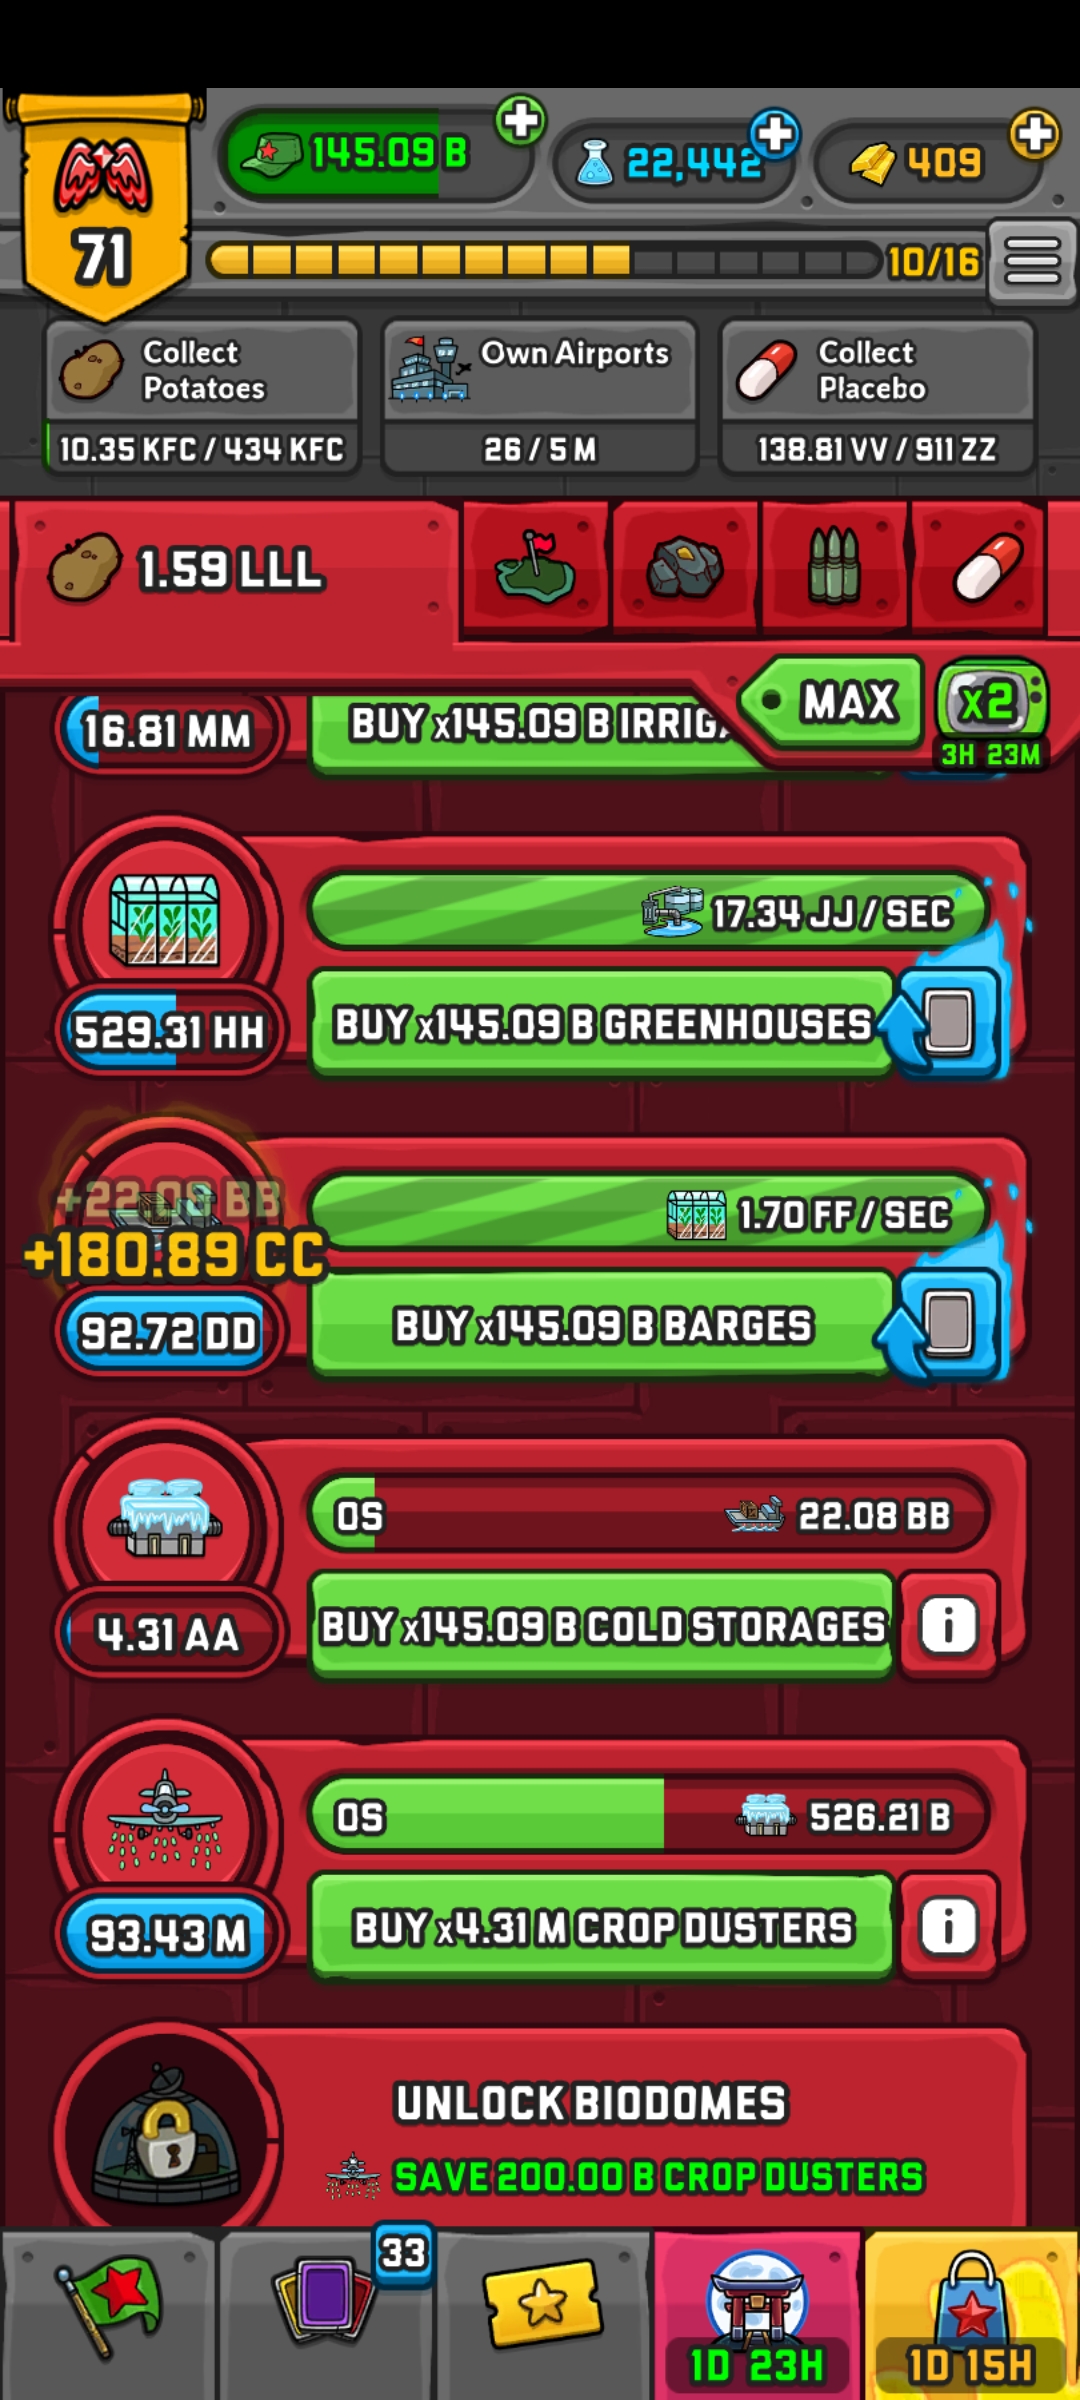 145.09 B
22,442
409
71
10/16
Collect
Potatoes
10.35 KFC / 434 KFC
Own Airports
26 / 5 M
Collect
Placebo
138.81 VV / 911 ZZ
1.59 LLL
MAX
x2
3H 23M
16.81 MM
BUY x145.09 B
17.34 JJ / SEC
529.31 HH
BUY x145.09 B GREENHOUSES
1.70 FF / SEC
+22.09 BB
+180.89 CC
92.72 DD
BUY x145.09 B BARGES
0S
22.08 BB
4.31 AA
BUY x145.09 B COLD STORAGES
i
0S
526.21 B
93.43 M
BUY x4.31 M CROP DUSTERS
i
UNLOCK BIODOMES
SAVE 200.00 B CROP DUSTERS
33
1D 23H
1D 15H